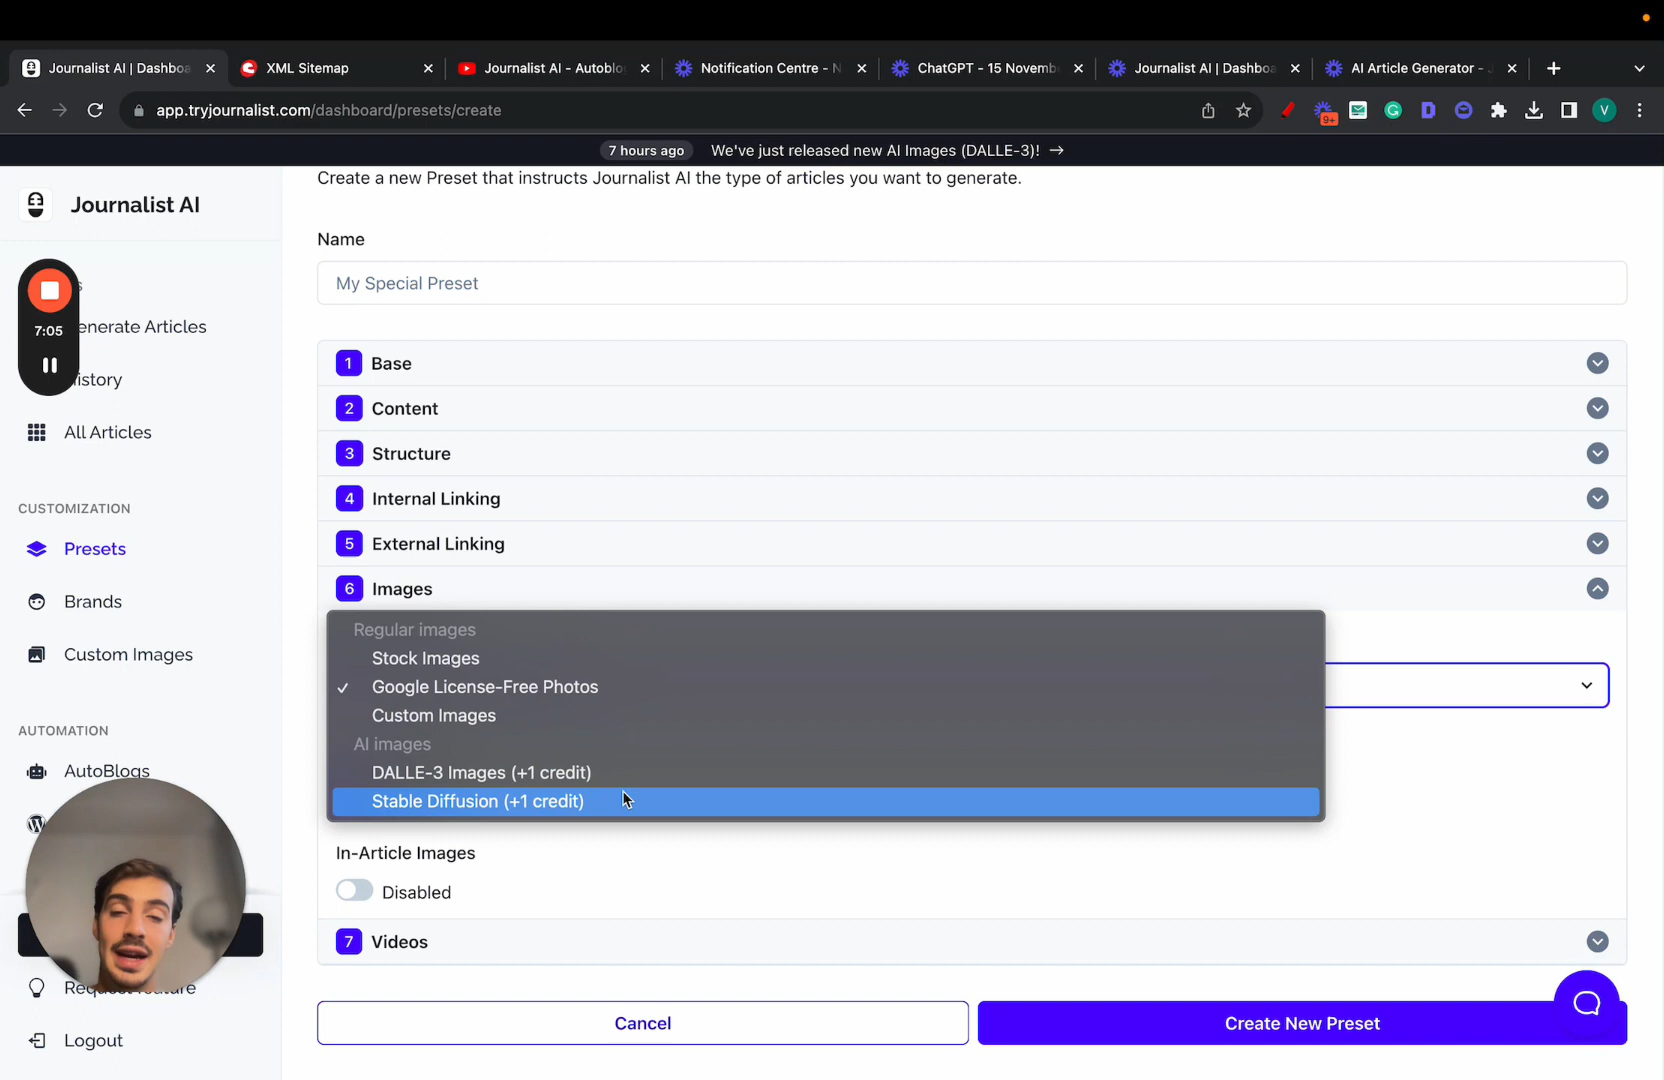 Journalist AI | Dashboa
XML Sitemap
Journalist AI - Autoblo
Notification Centre - N
ChatGPT - 15 Novemb
Journalist AI | Dashboa
AI Article Generator - J
app.tryjournalist.com/dashboard/presets/create
9+
V
7 hours ago We've just released new AI Images (DALLE-3)! →
Journalist AI
Create a new Preset that instructs Journalist AI the type of articles you want to generate.
Name
My Special Preset
7:05
enerate Articles
istory
All Articles
CUSTOMIZATION
Presets
Brands
Custom Images
AUTOMATION
AutoBlogs
Logout
1 Base
2 Content
3 Structure
4 Internal Linking
5 External Linking
6 Images
Regular images
Stock Images
✓ Google License-Free Photos
Custom Images
AI images
DALLE-3 Images (+1 credit)
Stable Diffusion (+1 credit)
In-Article Images
Disabled
7 Videos
Cancel
Create New Preset